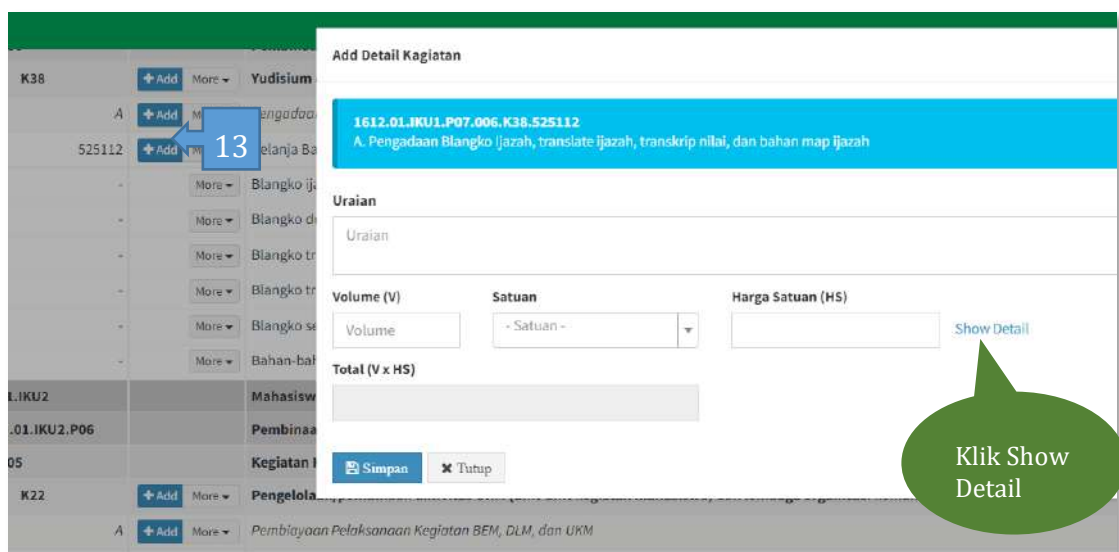 Add Detail Kagiatan
K38 Add More Yudisium
A Add
1612.01.IKU1.P07.006.K38.525112
525112 Add 13 elanja Ba
A. Pengadaan Blangko Ijazah, translate ijazah, transkrip nilai, dan bahan map ijazah
More Blangko ija
Uraian
More Blangko d
Uraian
More Blangko tr
More Blangko tr
Volume (V) Satuan Harga Satuan (HS)
More Blangko se
Volume - Satuan - Show Detail
More Bahan-bah
Total (V x HS)
.IKU2 Mahasisw
.01.IKU2.P06 Pembinaa
05 Kegiatan
Simpan Tutup
Klik Show
Detail
K22 Add More Pengelola
A Add More Pembiayaan Pelaksanaan Kegiatan BEM, DLM, dan UKM